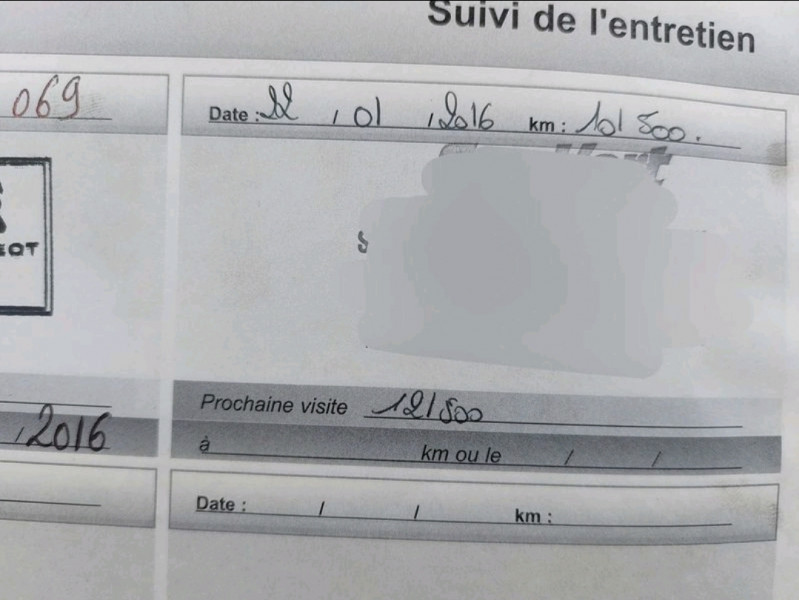 Suivi de l'entretien
069
Date : 22 / 01 / 2016 km : 101 500.
EOT
Prochaine visite 121 500
/ 2016
à km ou le / /
Date : / / km :